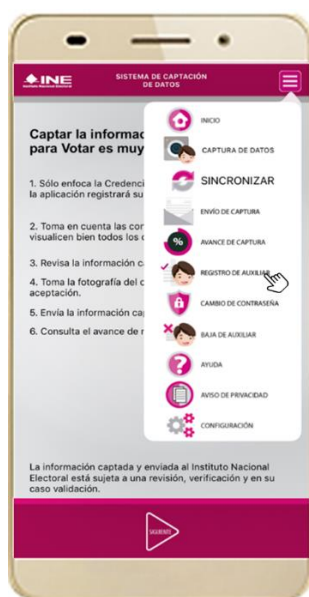 INE
Instituto Nacional Electoral
SISTEMA DE CAPTACIÓN
DE DATOS
Captar la informac
para Votar es muy
1. Sólo enfoca la Credenci
la aplicación registrará su
2. Toma en cuenta las con
visualicen bien todos los
3. Revisa la información c
4. Toma la fotografía del c
aceptación.
5. Envía la información ca
6. Consulta el avance de r
INICIO
CAPTURA DE DATOS
SINCRONIZAR
ENVÍO DE CAPTURA
%
AVANCE DE CAPTURA
REGISTRO DE AUXILIAR
CAMBIO DE CONTRASEÑA
BAJA DE AUXILIAR
?
AYUDA
AVISO DE PRIVACIDAD
CONFIGURACIÓN
La información captada y enviada al Instituto Nacional
Electoral está sujeta a una revisión, verificación y en su
caso validación.
SIGUIENTE